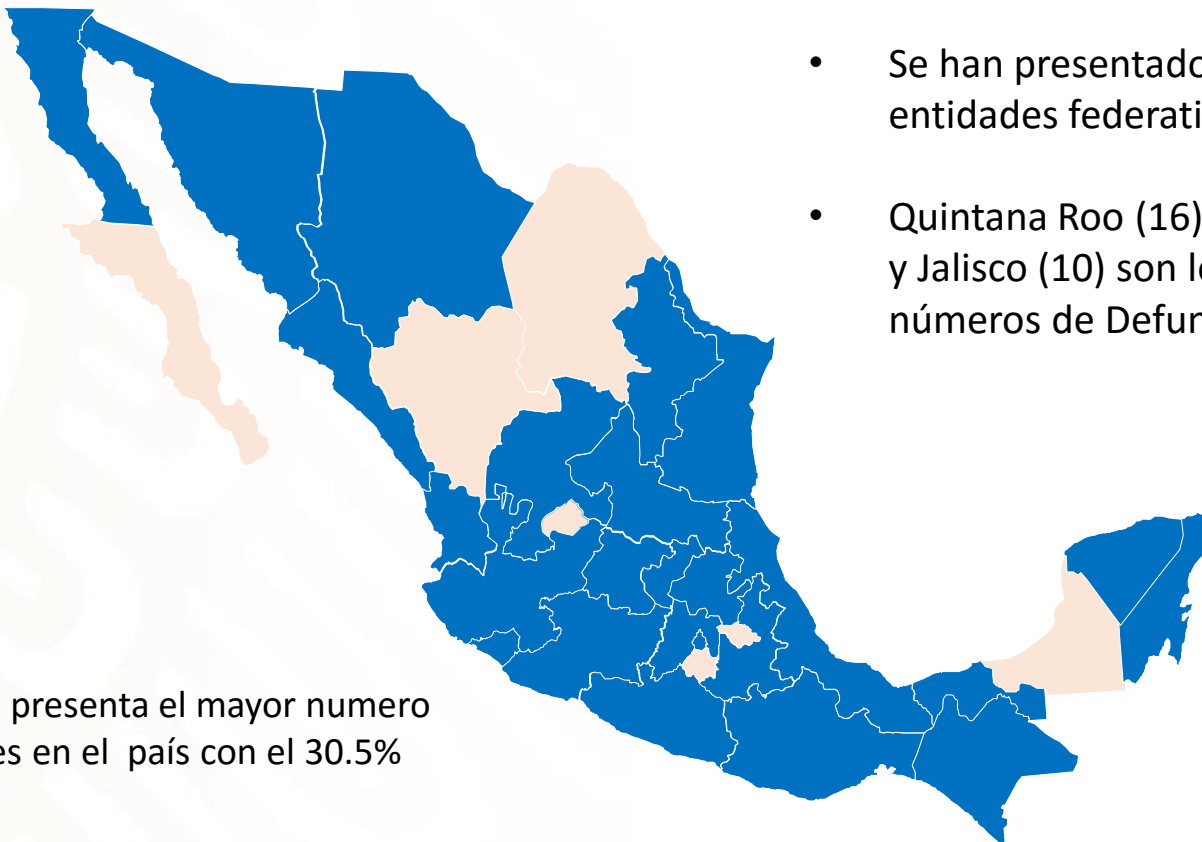 • Se han presentado
entidades federati
• Quintana Roo (16)
y Jalisco (10) son l
números de Defun
presenta el mayor numero
es en el país con el 30.5%